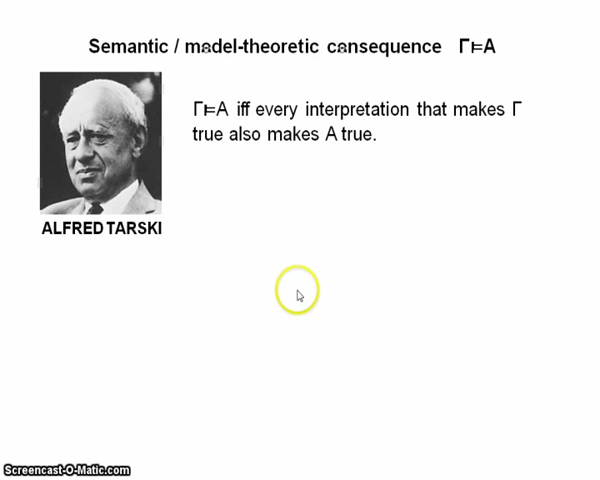 Semantic / model-theoretic consequence Γ⊨A
Γ⊨A iff every interpretation that makes Γ
true also makes A true.
ALFRED TARSKI
Screencast-O-Matic.com